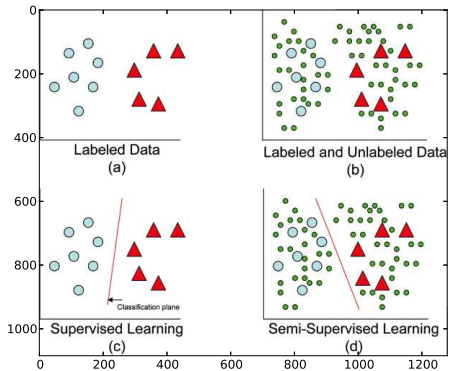 0
200
400
600
800
1000
0
200
400
600
800
1000
1200
Labeled Data
(a)
Labeled and Unlabeled Data
(b)
Classification plane
Supervised Learning
(c)
Semi-Supervised Learning
(d)